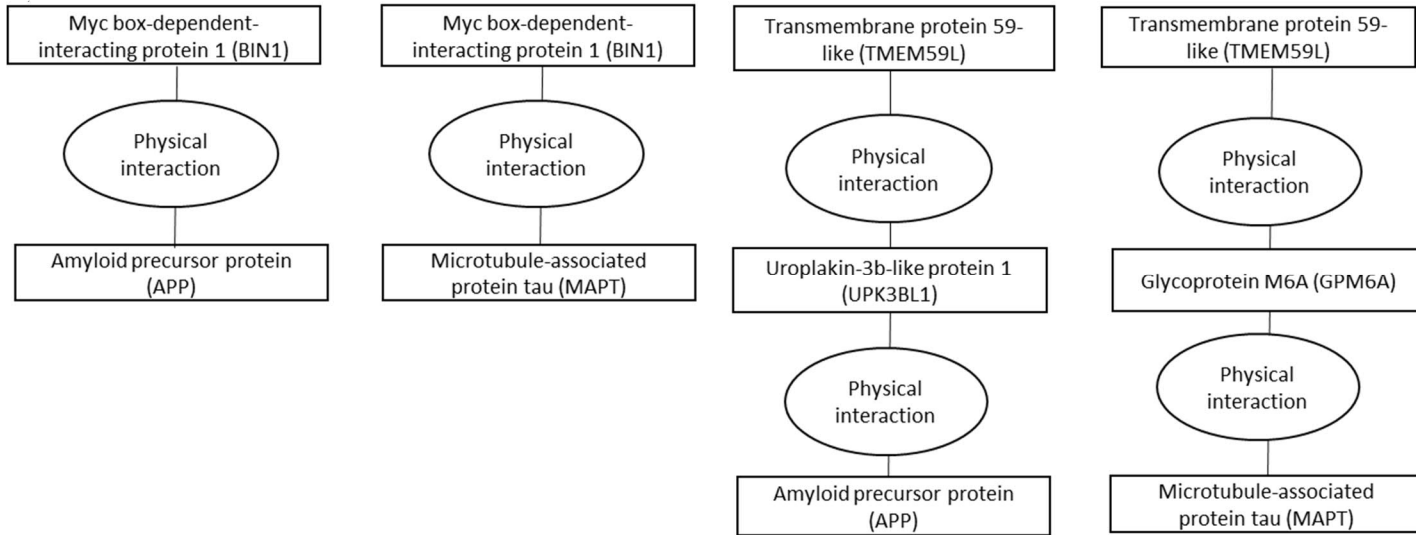 Myc box-dependent-
interacting protein 1 (BIN1)
Physical
interaction
Amyloid precursor protein
(APP)
Myc box-dependent-
interacting protein 1 (BIN1)
Physical
interaction
Microtubule-associated
protein tau (MAPT)
Transmembrane protein 59-
like (TMEM59L)
Physical
interaction
Uroplakin-3b-like protein 1
(UPK3BL1)
Physical
interaction
Amyloid precursor protein
(APP)
Transmembrane protein 59-
like (TMEM59L)
Physical
interaction
Glycoprotein M6A (GPM6A)
Physical
interaction
Microtubule-associated
protein tau (MAPT)